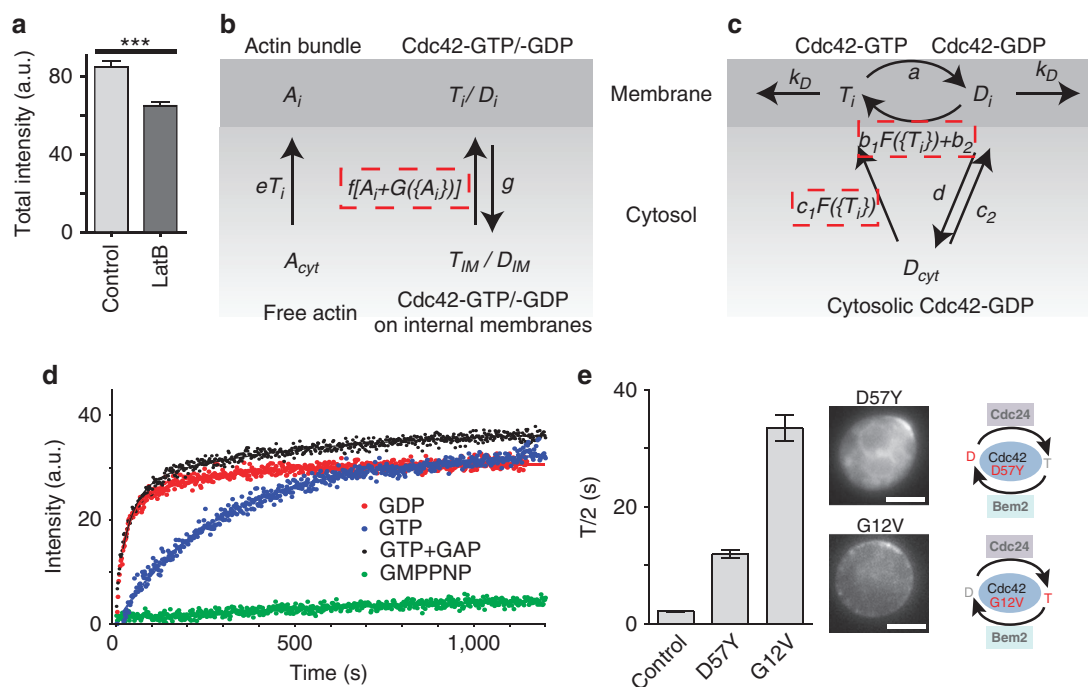 a
***
Total intensity (a.u.)
80
40
0
Control
LatB
b
Actin bundle
Cdc42-GTP/-GDP
A_i
T_i / D_i
eT_i
f[A_i+G({A_i})]
g
A_cyt
T_IM / D_IM
Free actin
Cdc42-GTP/-GDP
on internal membranes
Membrane
Cytosol
c
Cdc42-GTP
Cdc42-GDP
k_D
T_i
a
D_i
k_D
b_1F({T_i})+b_2
c_1F({T_i})
d
c_2
D_cyt
Cytosolic Cdc42-GDP
d
Intensity (a.u.)
40
20
0
GDP
GTP
GTP+GAP
GMPPNP
0
500
1,000
Time (s)
e
T/2 (s)
40
20
0
Control
D57Y
G12V
D57Y
G12V
Cdc24
D
Cdc42
D57Y
T
Bem2
Cdc24
D
Cdc42
G12V
T
Bem2